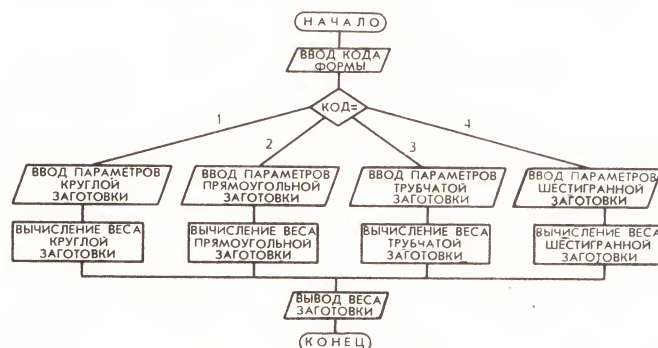 НАЧАЛО
ВВОД КОДА
ФОРМЫ
КОД=
1
2
3
4
ВВОД ПАРАМЕТРОВ
КРУГЛОЙ
ЗАГОТОВКИ
ВВОД ПАРАМЕТРОВ
ПРЯМОУГОЛЬНОЙ
ЗАГОТОВКИ
ВВОД ПАРАМЕТРОВ
ТРУБЧАТОЙ
ЗАГОТОВКИ
ВВОД ПАРАМЕТРОВ
ШЕСТИГРАННОЙ
ЗАГОТОВКИ
ВЫЧИСЛЕНИЕ ВЕСА
КРУГЛОЙ
ЗАГОТОВКИ
ВЫЧИСЛЕНИЕ ВЕСА
ПРЯМОУГОЛЬНОЙ
ЗАГОТОВКИ
ВЫЧИСЛЕНИЕ ВЕСА
ТРУБЧАТОЙ
ЗАГОТОВКИ
ВЫЧИСЛЕНИЕ ВЕСА
ШЕСТИГРАННОЙ
ЗАГОТОВКИ
ВЫВОД ВЕСА
ЗАГОТОВКИ
КОНЕЦ